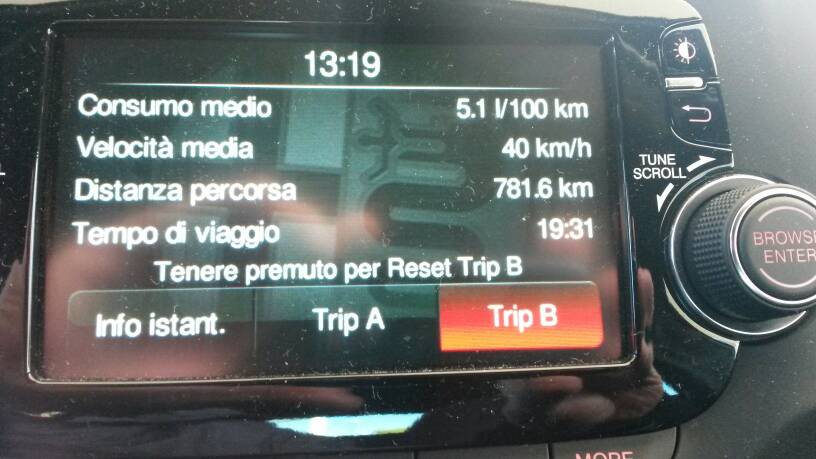 13:19
Consumo medio 5.1 l/100 km
Velocità media 40 km/h
Distanza percorsa 781.6 km
Tempo di viaggio 19:31
Tenere premuto per Reset Trip B
Info istant. Trip A Trip B
TUNE
SCROLL
BROWSE
ENTER
MORE